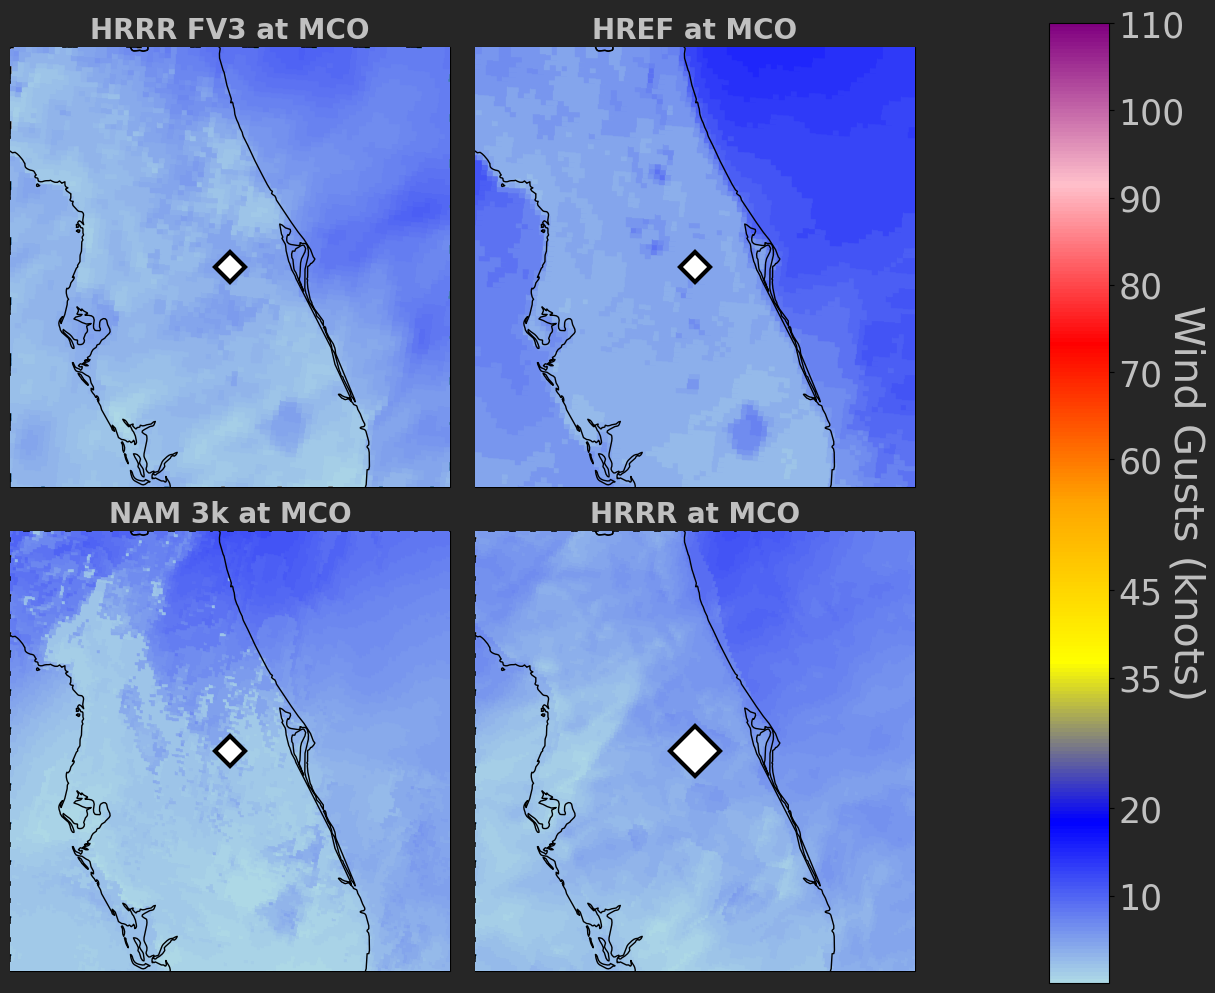 HRRR FV3 at MCO
HREF at MCO
NAM 3k at MCO
HRRR at MCO
110
100
90
80
70
60
45
35
20
10
Wind Gusts (knots)